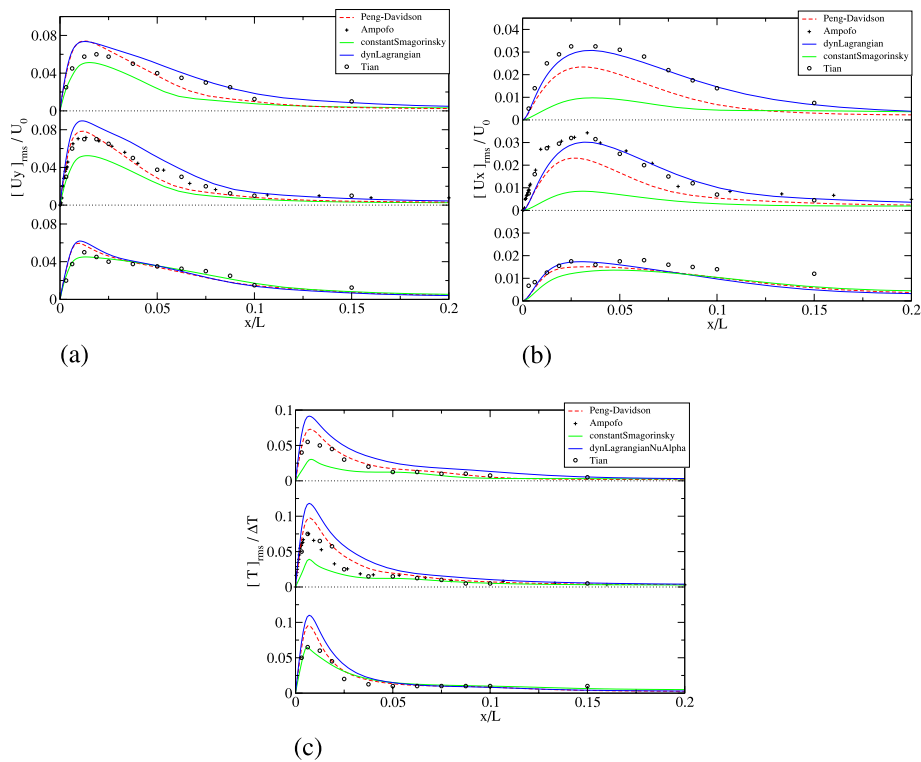 Peng-Davidson
Ampofo
constantSmagorinsky
dynLagrangian
Tian
0.08
0.04
0
0.08
0.04
0
0.08
0.04
0
[ Uy ]rms / U0
0 0.05 0.1 0.15 0.2
x/L
(a)
Peng-Davidson
Ampofo
dynLagrangian
constantSmagorinsky
Tian
0.04
0.03
0.02
0.01
0
0.04
0.03
0.02
0.01
0
0.02
0.01
0
[ Ux ]rms / U0
0 0.05 0.1 0.15 0.2
x/L
(b)
Peng-Davidson
Ampofo
constantSmagorinsky
dynLagrangianNuAlpha
Tian
0.1
0.05
0
0.1
0.05
0
0.1
0.05
0
[ T ]rms / ΔT
0 0.05 0.1 0.15 0.2
x/L
(c)